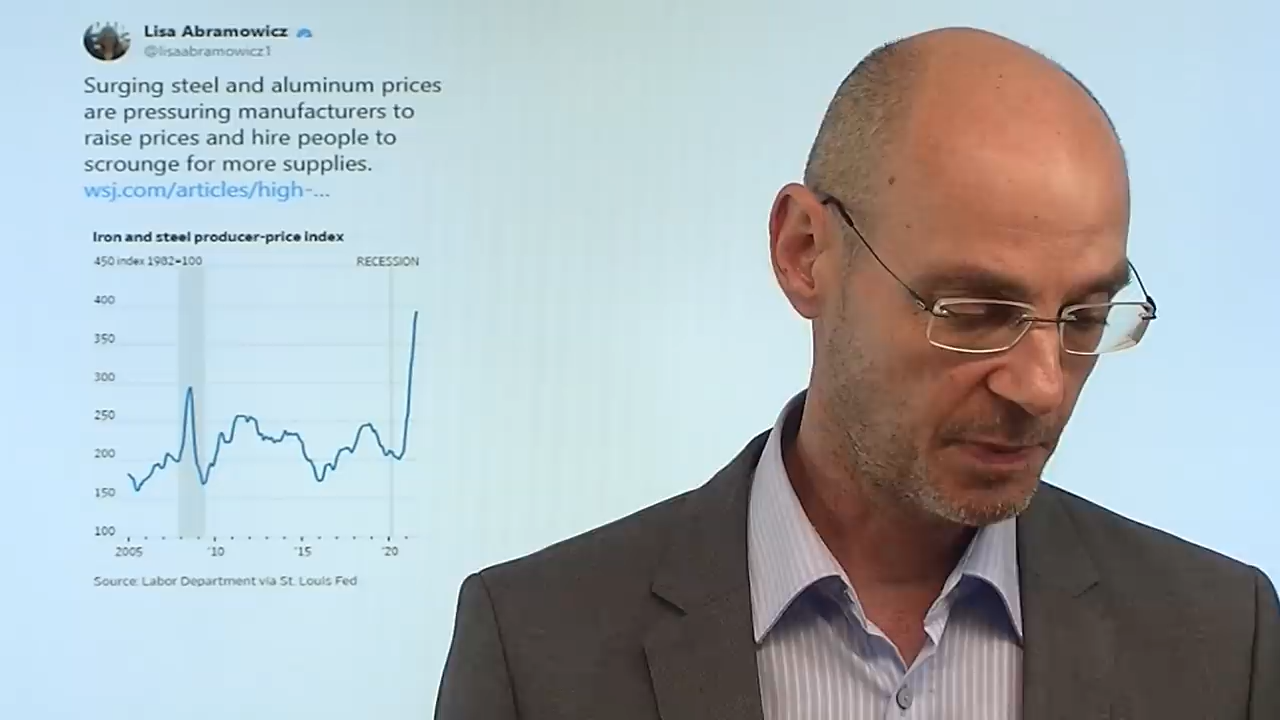 Lisa Abramowicz
@lisaabramowicz1
Surging steel and aluminum prices
are pressuring manufacturers to
raise prices and hire people to
scrounge for more supplies.
wsj.com/articles/high-...
Iron and steel producer-price index
450 index 1982=100 RECESSION
400
350
300
250
200
150
100
2005 '10 '15 '20
Source: Labor Department via St. Louis Fed